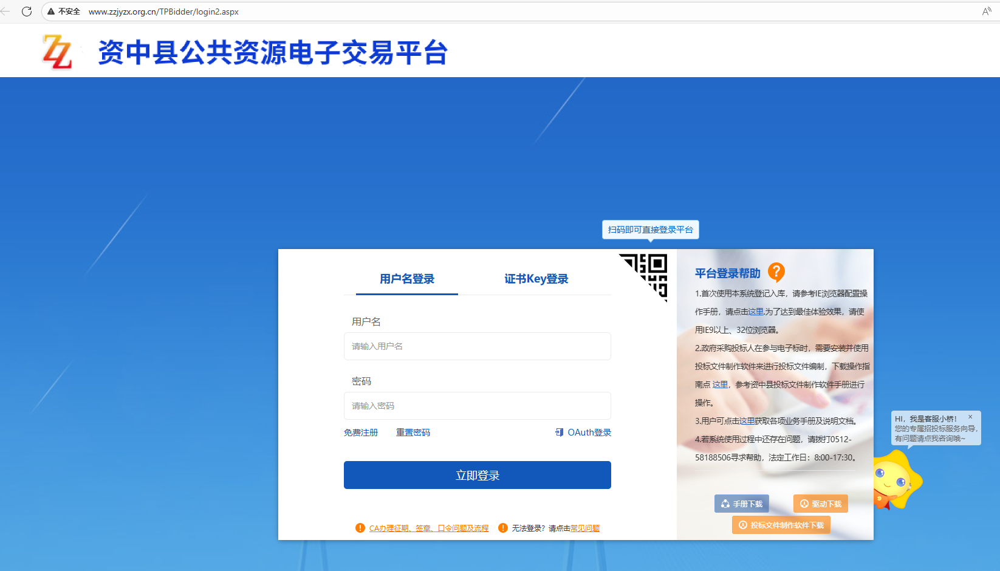 不安全 www.zzjyzx.org.cn/TPBidder/login2.aspx
ZZ 资中县公共资源电子交易平台
扫码即可直接登录平台
用户名登录 证书Key登录
用户名
请输入用户名
密码
请输入密码
免费注册 重置密码 OAuth登录
立即登录
CA办理征期、签章、口令问题及流程 无法登录？请点击常见问题
平台登录帮助
1.首次使用本系统登记入库，请参考IE浏览器配置操
作手册，请点击这里.为了达到最佳体验效果，请使
用IE9以上、32位浏览器。
2.政府采购投标人在参与电子标时，需要安装并使用
投标文件制作软件来进行投标文件编制，下载操作指
南点 这里，参考资中县投标文件制作软件手册进行
操作。
3.用户可点击这里获取各项业务手册及说明文档。
4.若系统使用过程中还存在问题，请拨打0512-
58188506寻求帮助，法定工作日：8:00-17:30。
手册下载 驱动下载
投标文件制作软件下载
HI，我是客服小桥！ ×
您的专属招投标服务向导，
有问题请点我咨询哦~